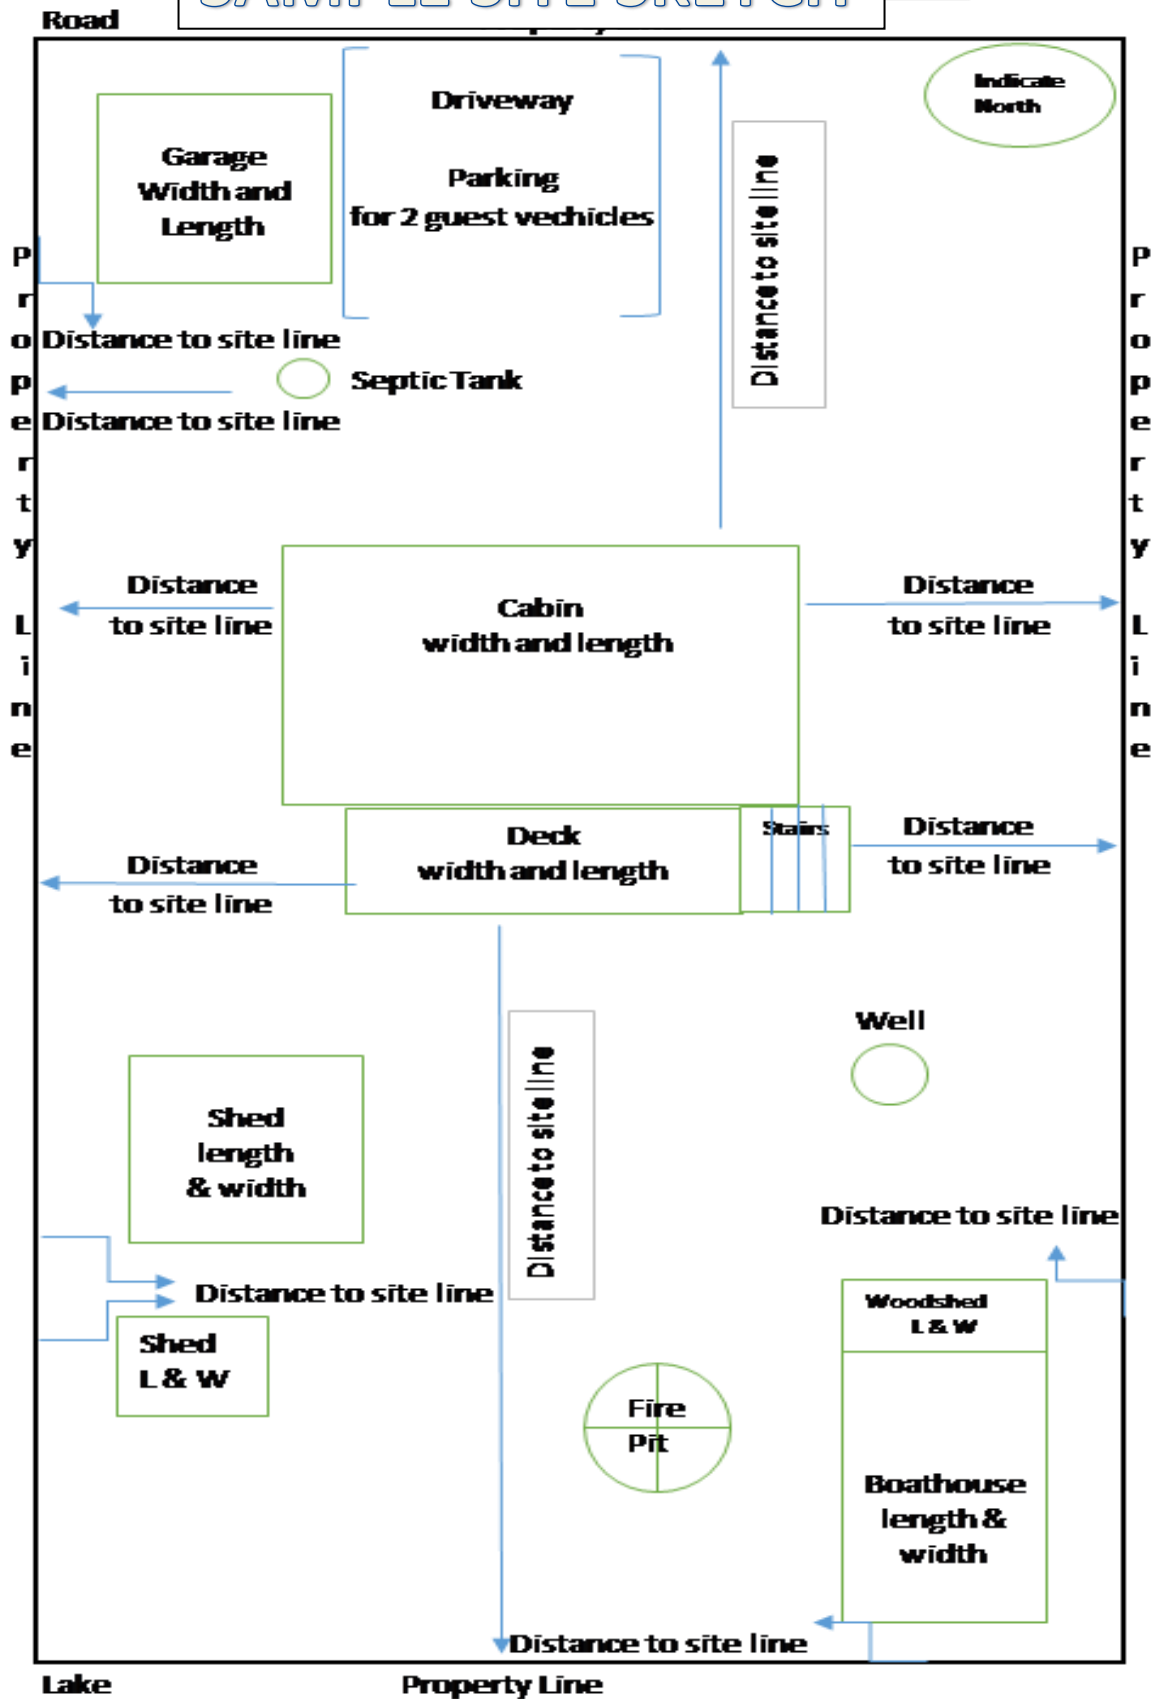 SAMPLE SITE SKETCH
Road
Indicate
North
Driveway
Parking
for 2 guest vechicles
Garage
Width and
Length
Distance to site line
Property Line
Property Line
Distance to site line
Septic Tank
Distance to site line
Distance
to site line
Cabin
width and length
Distance
to site line
Stairs
Deck
width and length
Distance
to site line
Distance
to site line
Well
Distance to site line
Shed
length
& width
Distance to site line
Distance to site line
Woodshed
L & W
Shed
L & W
Fire
Pit
Boathouse
length &
width
Distance to site line
Lake
Property Line